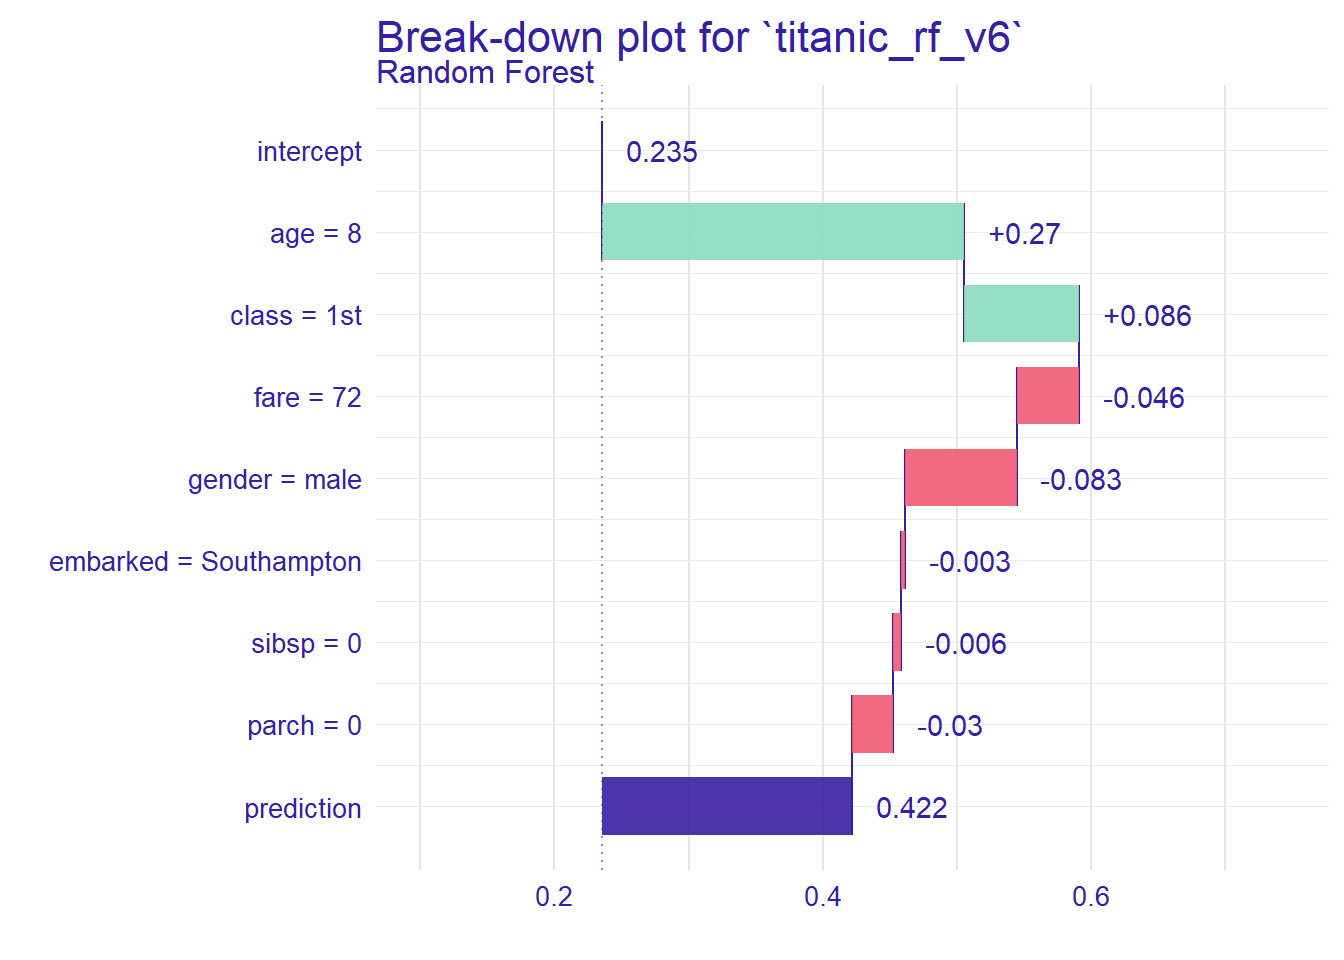 Break-down plot for `titanic_rf_v6`
Random Forest
intercept 0.235
age = 8 +0.27
class = 1st +0.086
fare = 72 -0.046
gender = male -0.083
embarked = Southampton -0.003
sibsp = 0 -0.006
parch = 0 -0.03
prediction 0.422
0.2 0.4 0.6